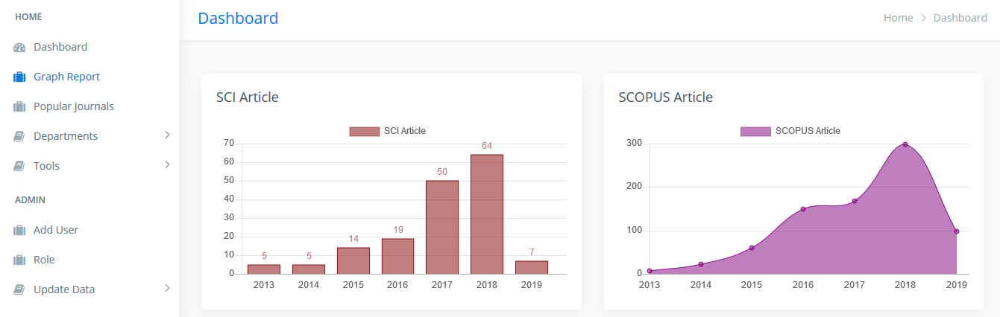 HOME
Dashboard
Graph Report
Popular Journals
Departments
Tools
ADMIN
Add User
Role
Update Data
Dashboard
Home > Dashboard
SCI Article
SCI Article
70
60
50
40
30
20
10
0
5
5
14
19
50
64
7
2013 2014 2015 2016 2017 2018 2019
SCOPUS Article
SCOPUS Article
300
200
100
0
2013 2014 2015 2016 2017 2018 2019